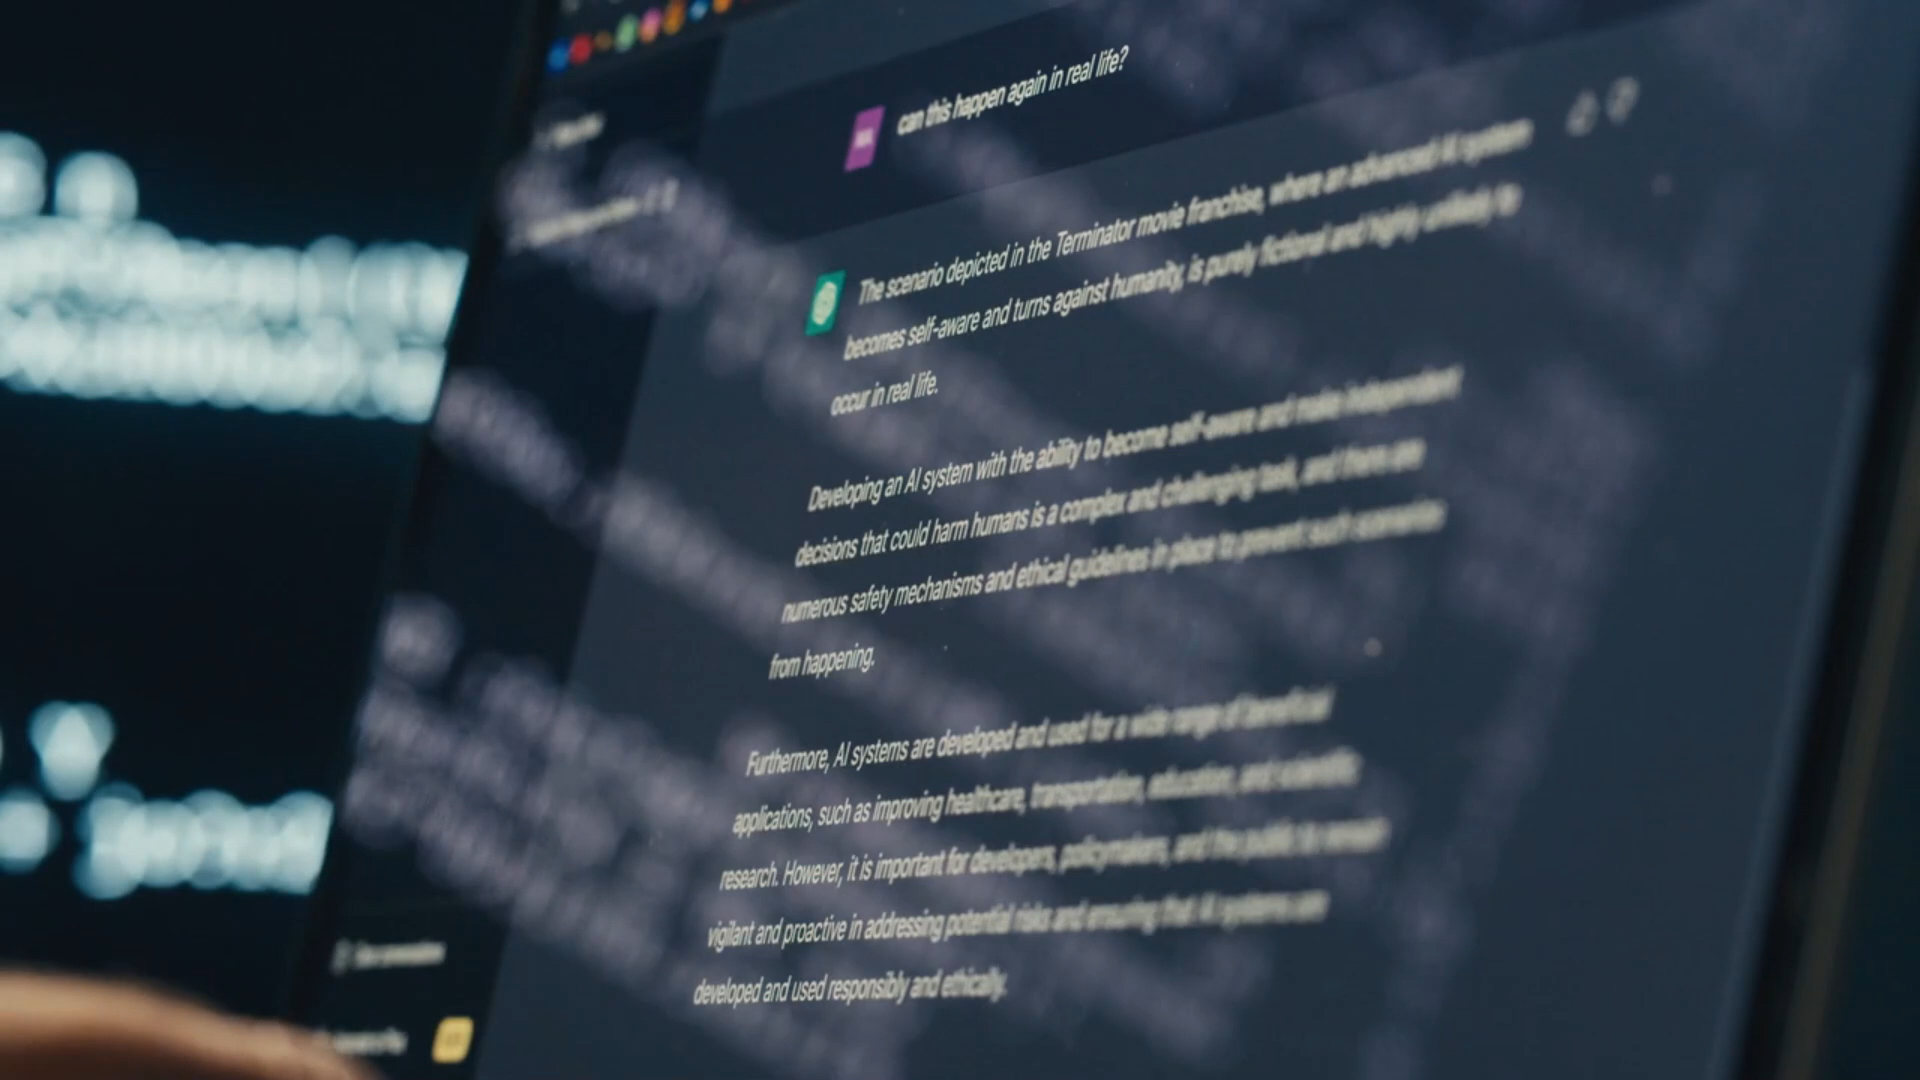 can this happen again in real life?
The scenario depicted in the Terminator movie franchise, where an advanced AI system
becomes self-aware and turns against humanity, is purely fictional and highly unlikely to
occur in real life.
Developing an AI system with the ability to become self-aware and make independent
decisions that could harm humans is a complex and challenging task, and there are
numerous safety mechanisms and ethical guidelines in place to prevent such scenarios
from happening.
Furthermore, AI systems are developed and used for a wide range of beneficial
applications, such as improving healthcare, transportation, education, and scientific
research. However, it is important for developers, policymakers, and the public to remain
vigilant and proactive in addressing potential risks and ensuring that AI systems are
developed and used responsibly and ethically.